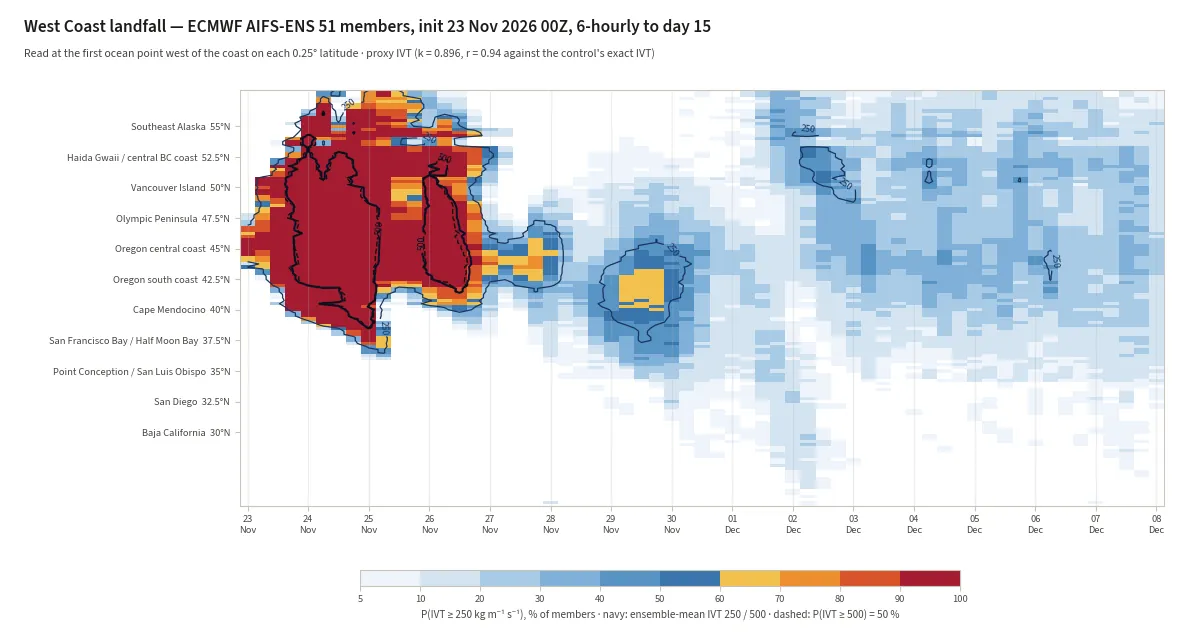 West Coast landfall — ECMWF AIFS-ENS 51 members, init 23 Nov 2026 00Z, 6-hourly to day 15
Read at the first ocean point west of the coast on each 0.25° latitude · proxy IVT (k = 0.896, r = 0.94 against the control's exact IVT)
Southeast Alaska 55°N
Haida Gwaii / central BC coast 52.5°N
Vancouver Island 50°N
Olympic Peninsula 47.5°N
Oregon central coast 45°N
Oregon south coast 42.5°N
Cape Mendocino 40°N
San Francisco Bay / Half Moon Bay 37.5°N
Point Conception / San Luis Obispo 35°N
San Diego 32.5°N
Baja California 30°N
250
250
250
250
250
250
500
23 Nov
24 Nov
25 Nov
26 Nov
27 Nov
28 Nov
29 Nov
30 Nov
01 Dec
02 Dec
03 Dec
04 Dec
05 Dec
06 Dec
07 Dec
08 Dec
5 10 20 30 40 50 60 70 80 90 100
P(IVT ≥ 250 kg m⁻¹ s⁻¹), % of members · navy: ensemble-mean IVT 250 / 500 · dashed: P(IVT ≥ 500) = 50 %